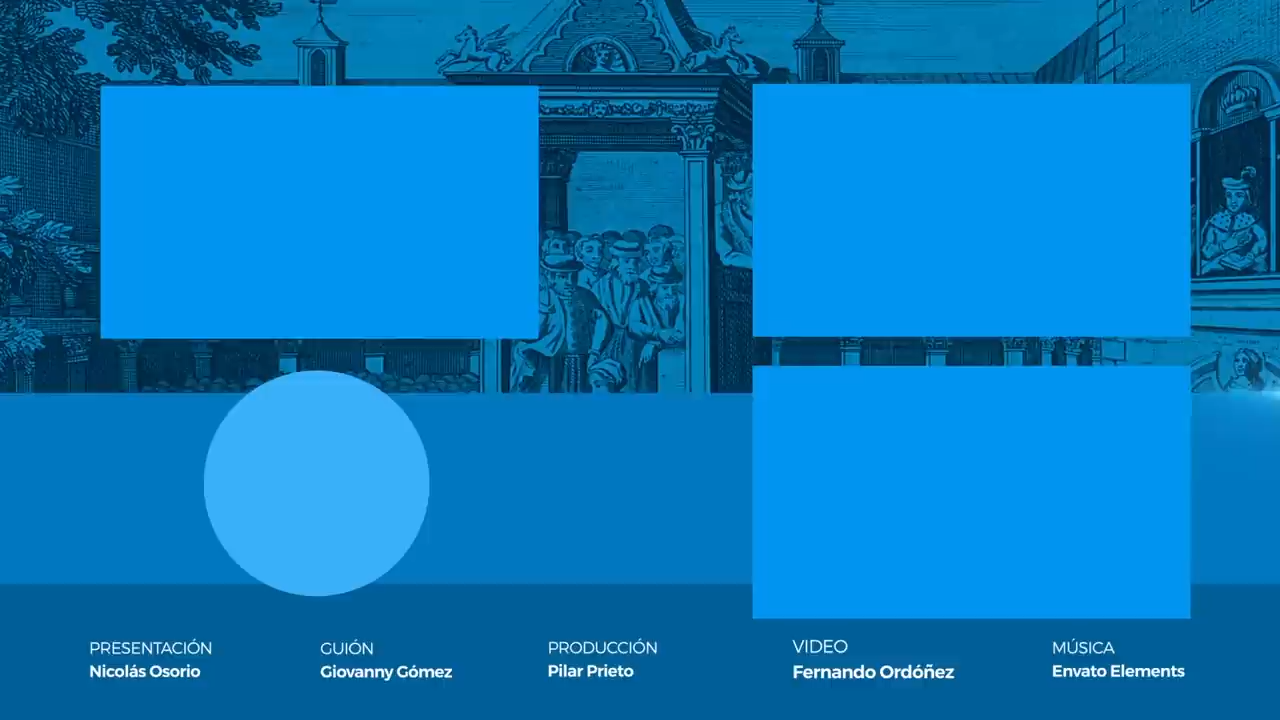 PRESENTACIÓN
Nicolás Osorio
GUIÓN
Giovanny Gómez
PRODUCCIÓN
Pilar Prieto
VIDEO
Fernando Ordóñez
MÚSICA
Envato Elements